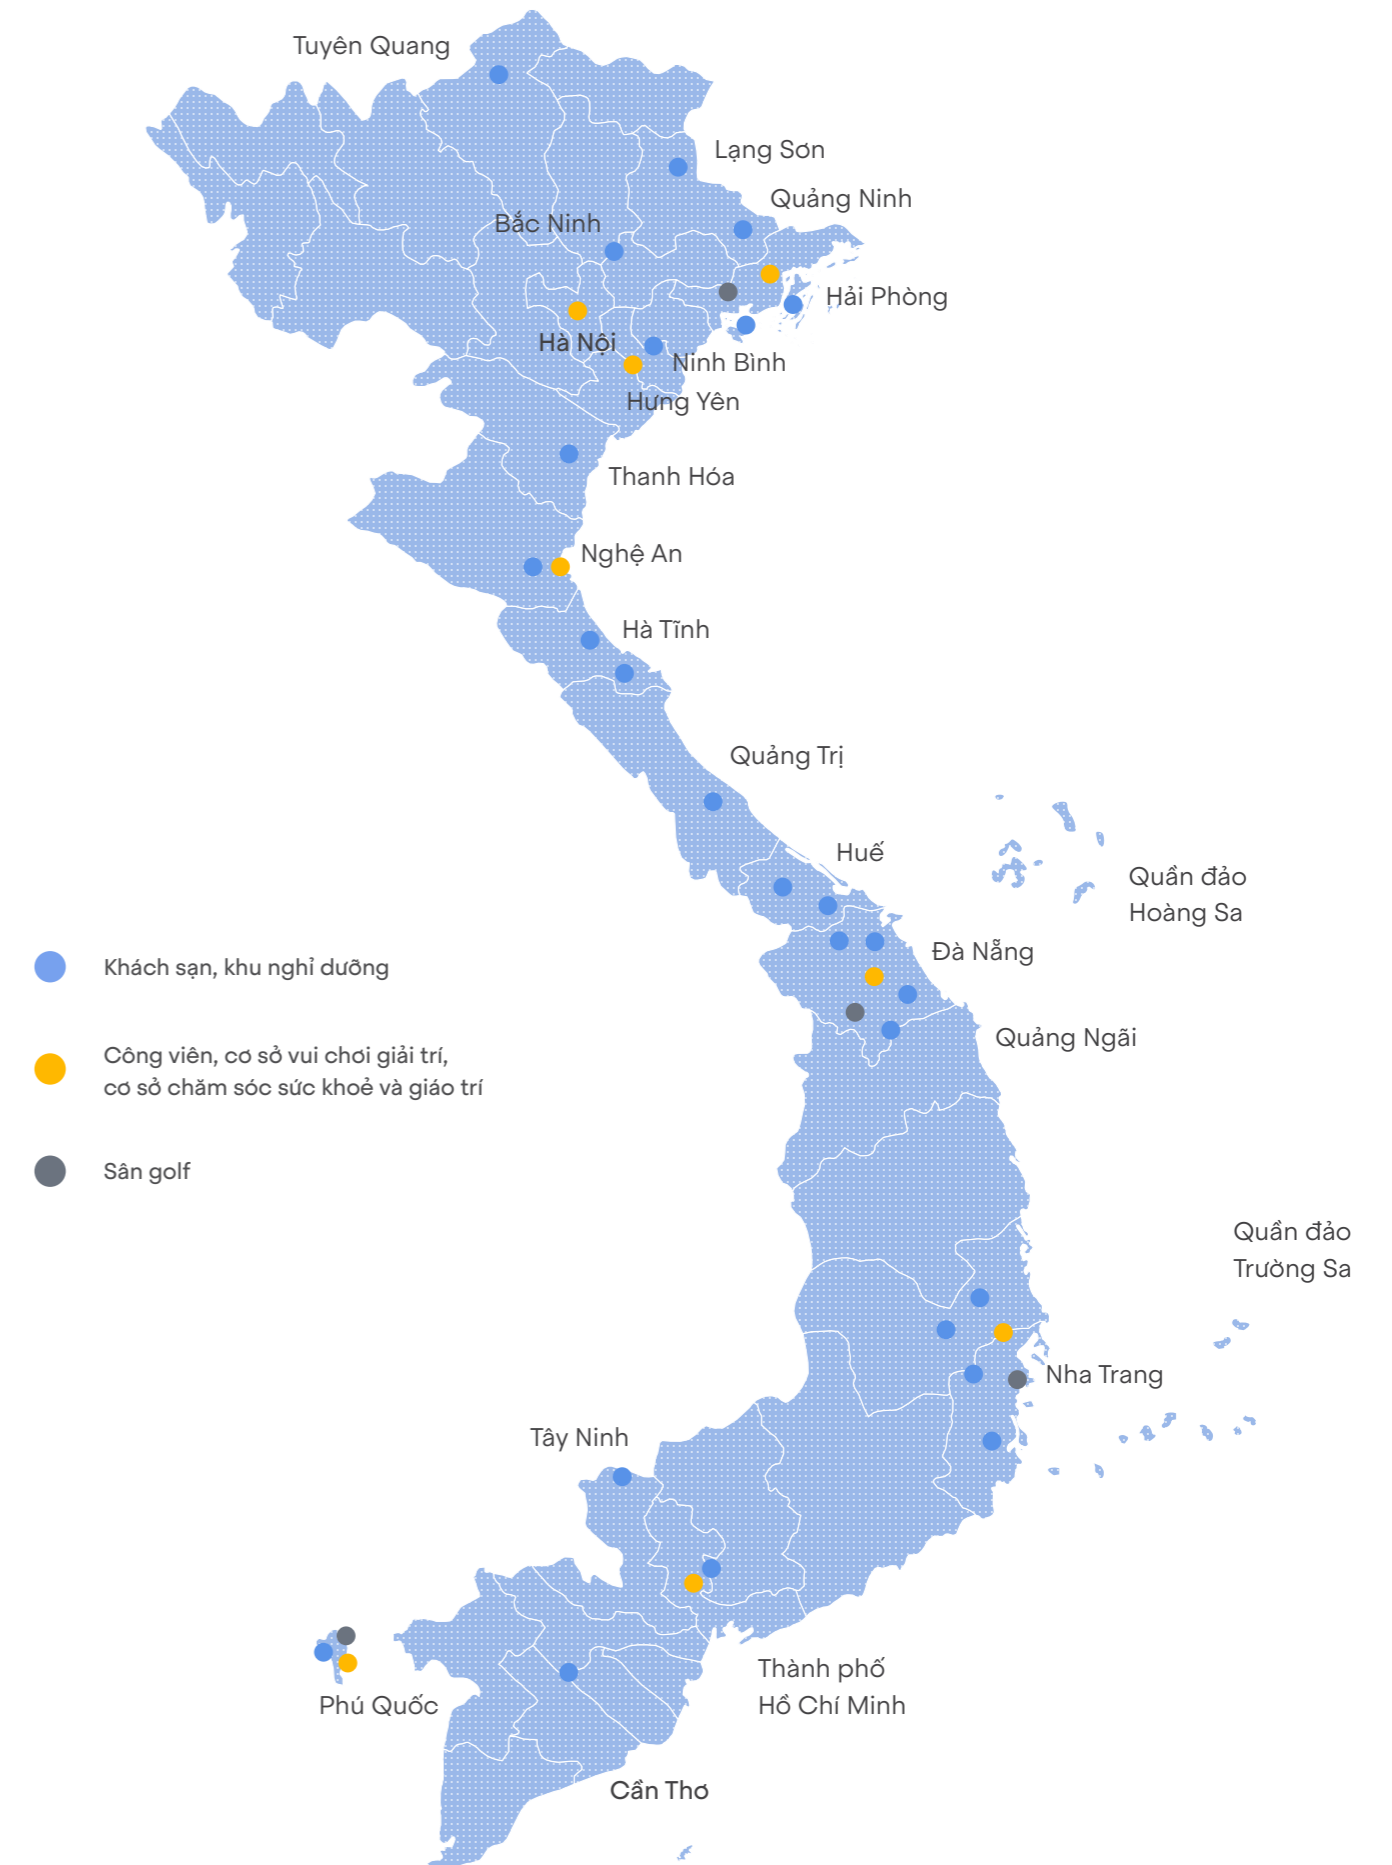 Tuyên Quang
Lạng Sơn
Quảng Ninh
Bắc Ninh
Hải Phòng
Hà Nội
Ninh Bình
Hưng Yên
Thanh Hóa
Nghệ An
Hà Tĩnh
Quảng Trị
Huế
Quần đảo
Hoàng Sa
Đà Nẵng
Khách sạn, khu nghỉ dưỡng
Quảng Ngãi
Công viên, cơ sở vui chơi giải trí,
cơ sở chăm sóc sức khoẻ và giáo trí
Sân golf
Quần đảo
Trường Sa
Nha Trang
Tây Ninh
Thành phố
Hồ Chí Minh
Phú Quốc
Cần Thơ